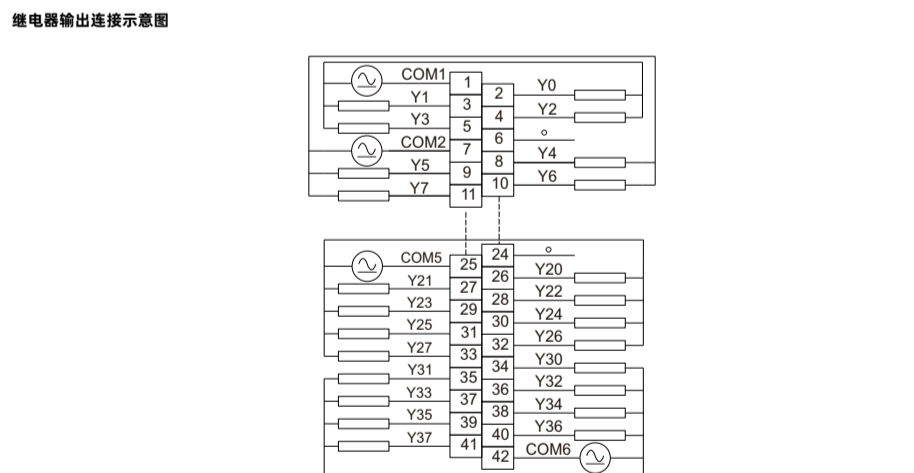 继电器输出连接示意图
COM1 1 2 Y0
Y1 3 4 Y2
Y3 5 6
COM2 7 8 Y4
Y5 9 10 Y6
Y7 11
24
COM5 25 26 Y20
Y21 27 28 Y22
Y23 29 30 Y24
Y25 31 32 Y26
Y27 33 34 Y30
Y31 35 36 Y32
Y33 37 38 Y34
Y35 39 40 Y36
Y37 41 42 COM6